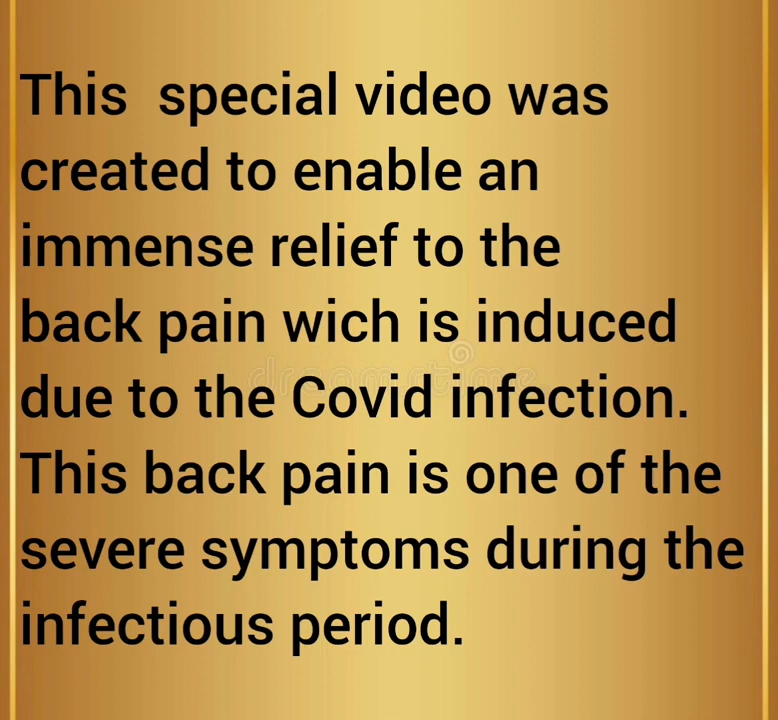 This  special video was
created to enable an
immense relief to the
back pain wich is induced
due to the Covid infection.
This back pain is one of the
severe symptoms during the
infectious period.
dreamstime